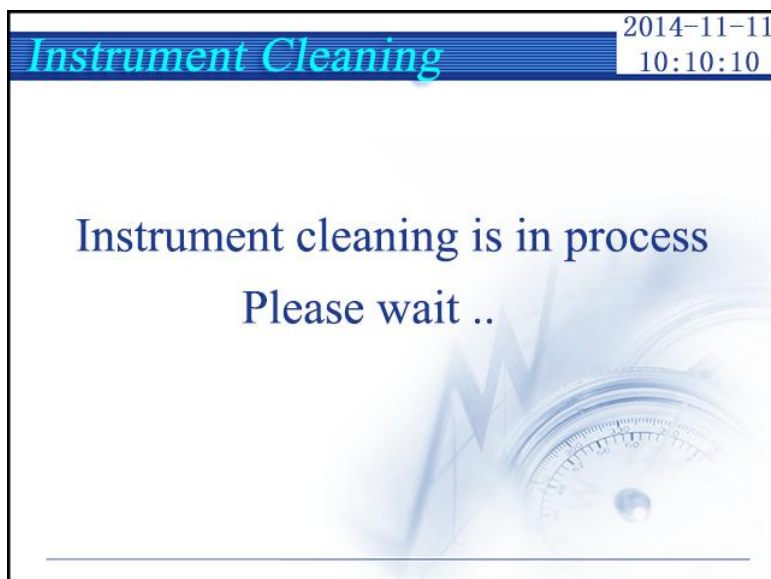 Instrument Cleaning
2014-11-11
10:10:10
Instrument cleaning is in process
Please wait ..